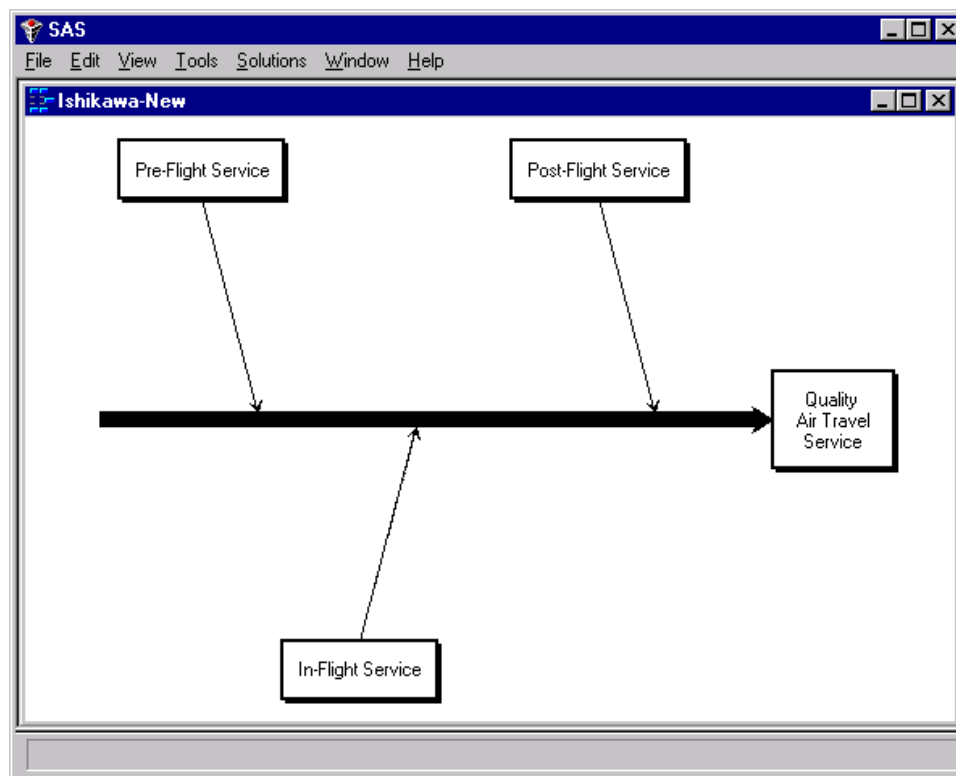 SAS
File Edit View Tools Solutions Window Help
Ishikawa-New
Pre-Flight Service
Post-Flight Service
Quality
Air Travel
Service
In-Flight Service